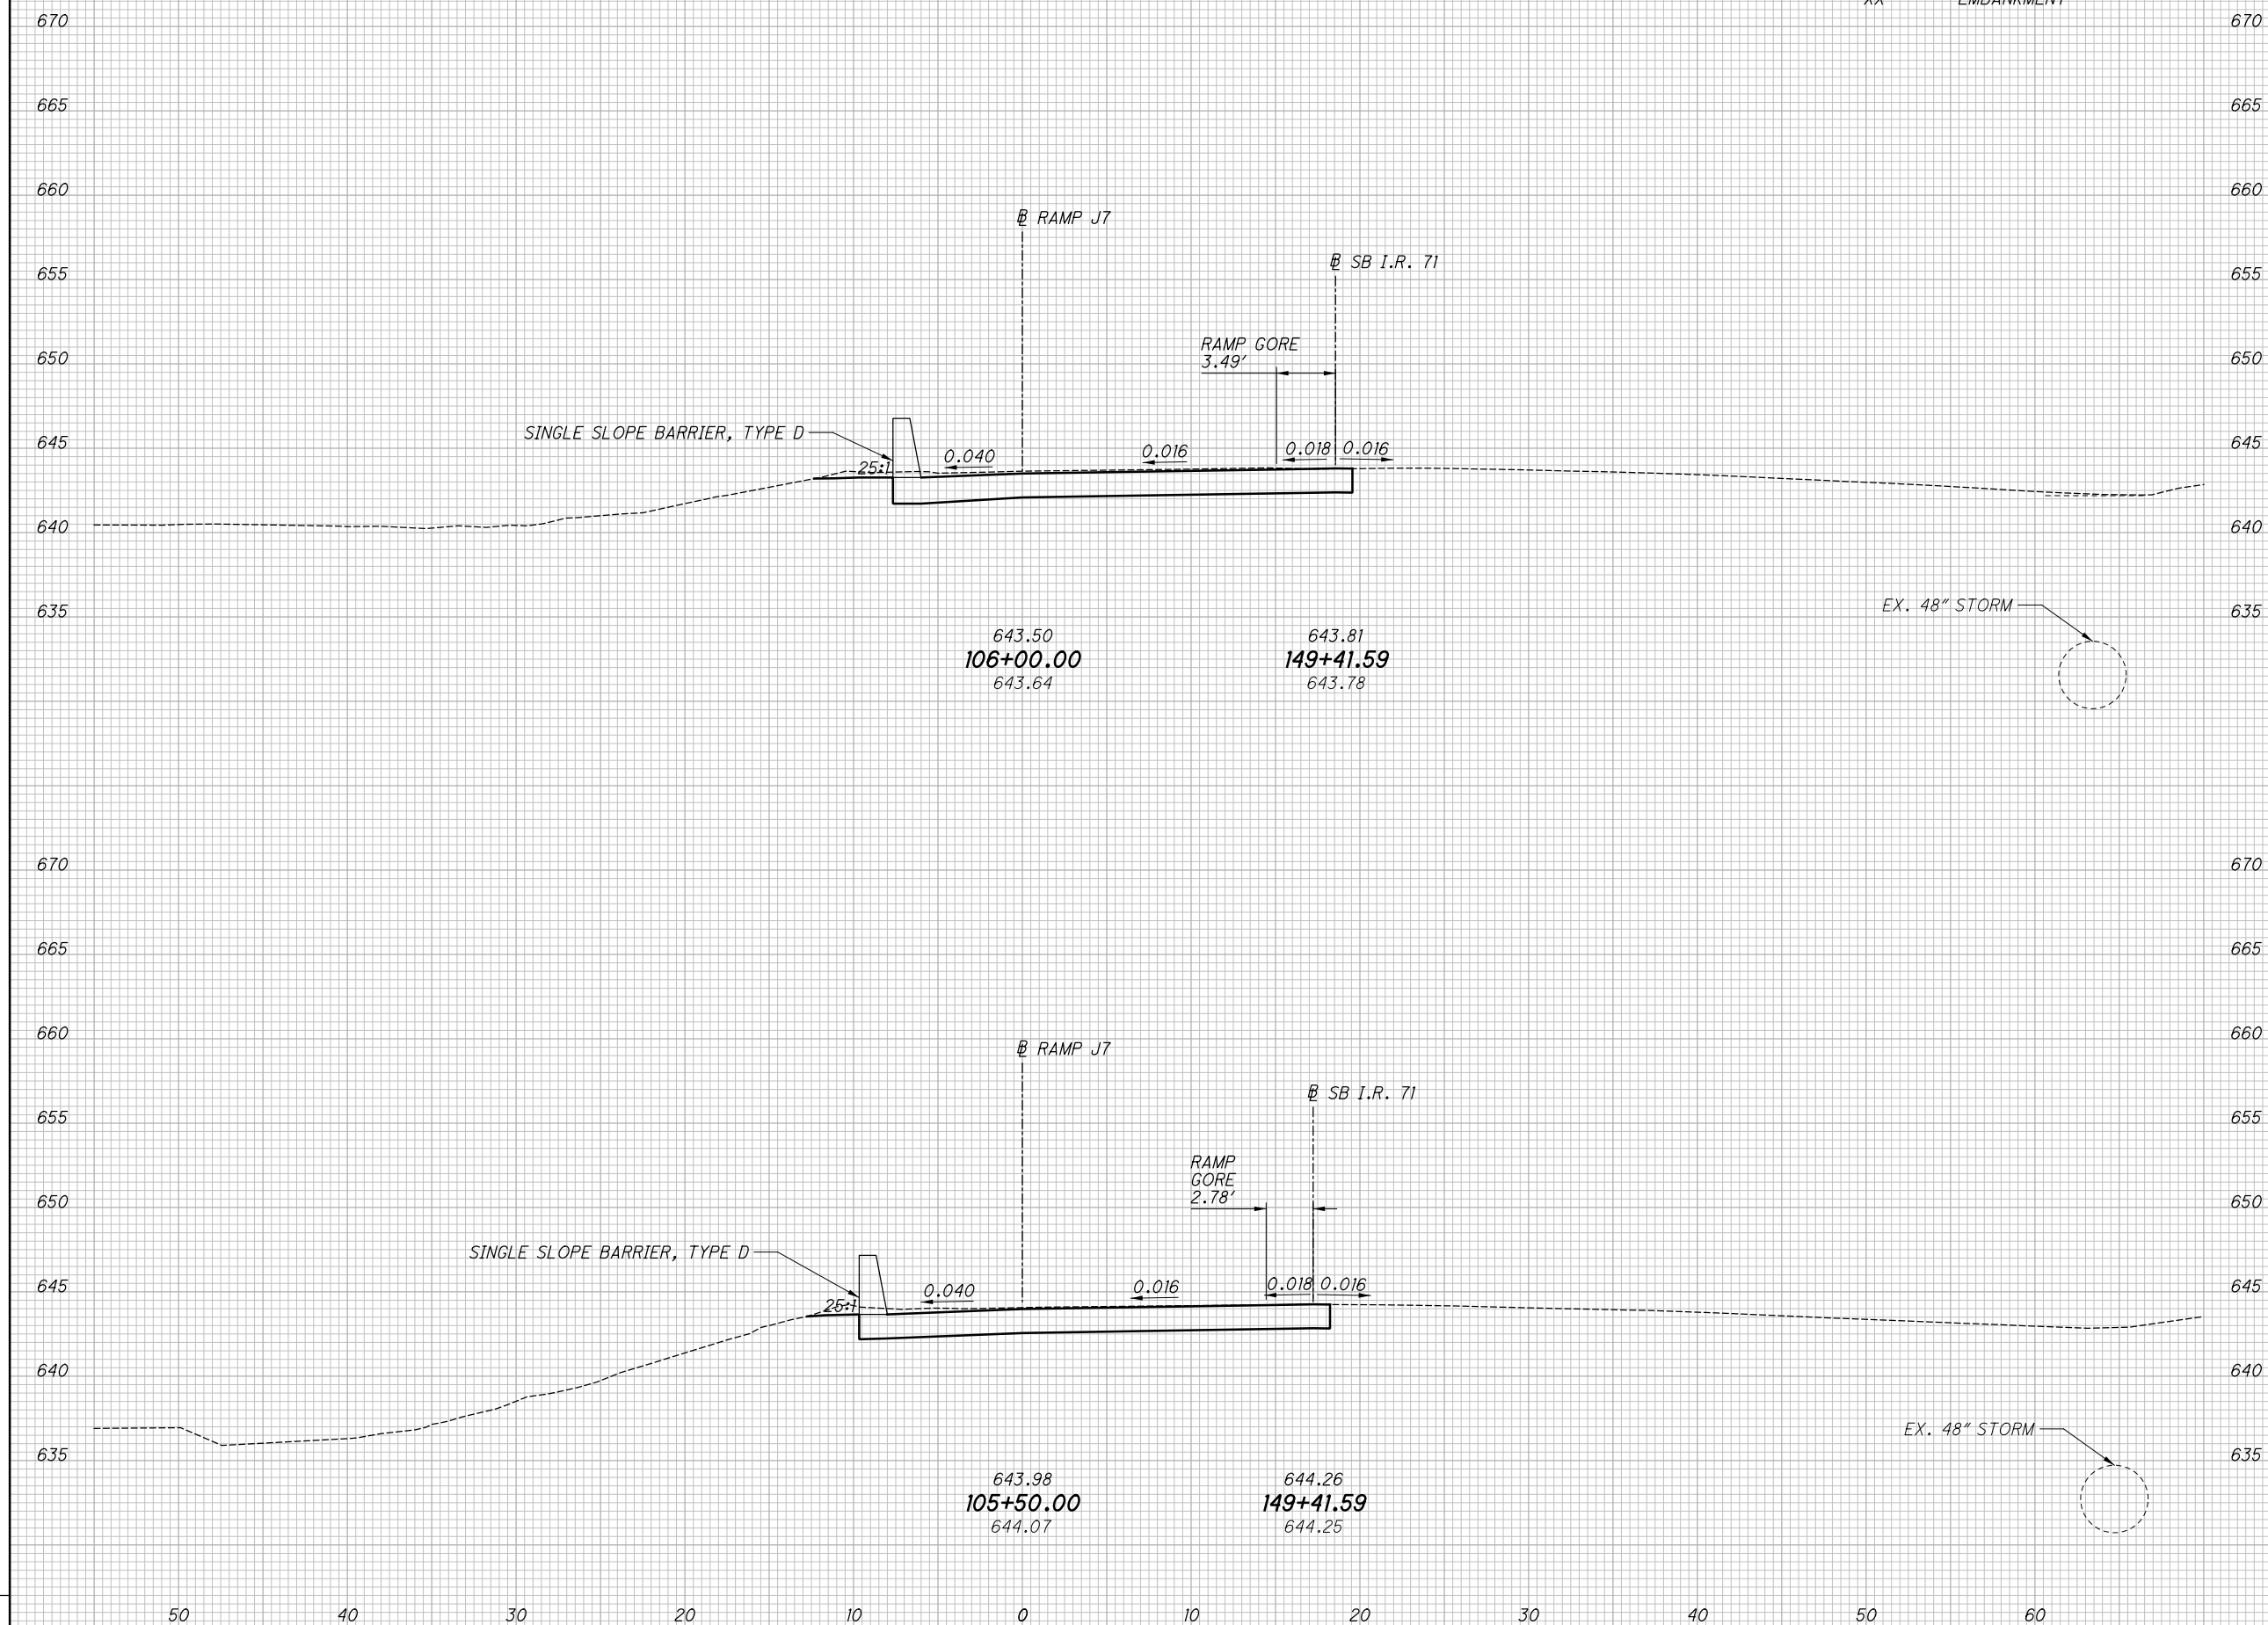 XX EMBANKMENT
670 670
665 665
660 660
℄ RAMP J7
655 ℄ SB I.R. 71 655
RAMP GORE
650 650
3.49'
SINGLE SLOPE BARRIER, TYPE D
645 645
25:1 0.040 0.016 0.018 0.016
640 640
635 EX. 48" STORM 635
643.50 643.81
106+00.00 149+41.59
643.64 643.78
670 670
665 665
660 660
℄ RAMP J7
655 655
℄ SB I.R. 71
RAMP
GORE
2.78'
650 650
SINGLE SLOPE BARRIER, TYPE D
645 645
25:1 0.040 0.016 0.018 0.016
640 640
EX. 48" STORM
635 635
643.98 644.26
105+50.00 149+41.59
644.07 644.25
50 40 30 20 10 0 10 20 30 40 50 60